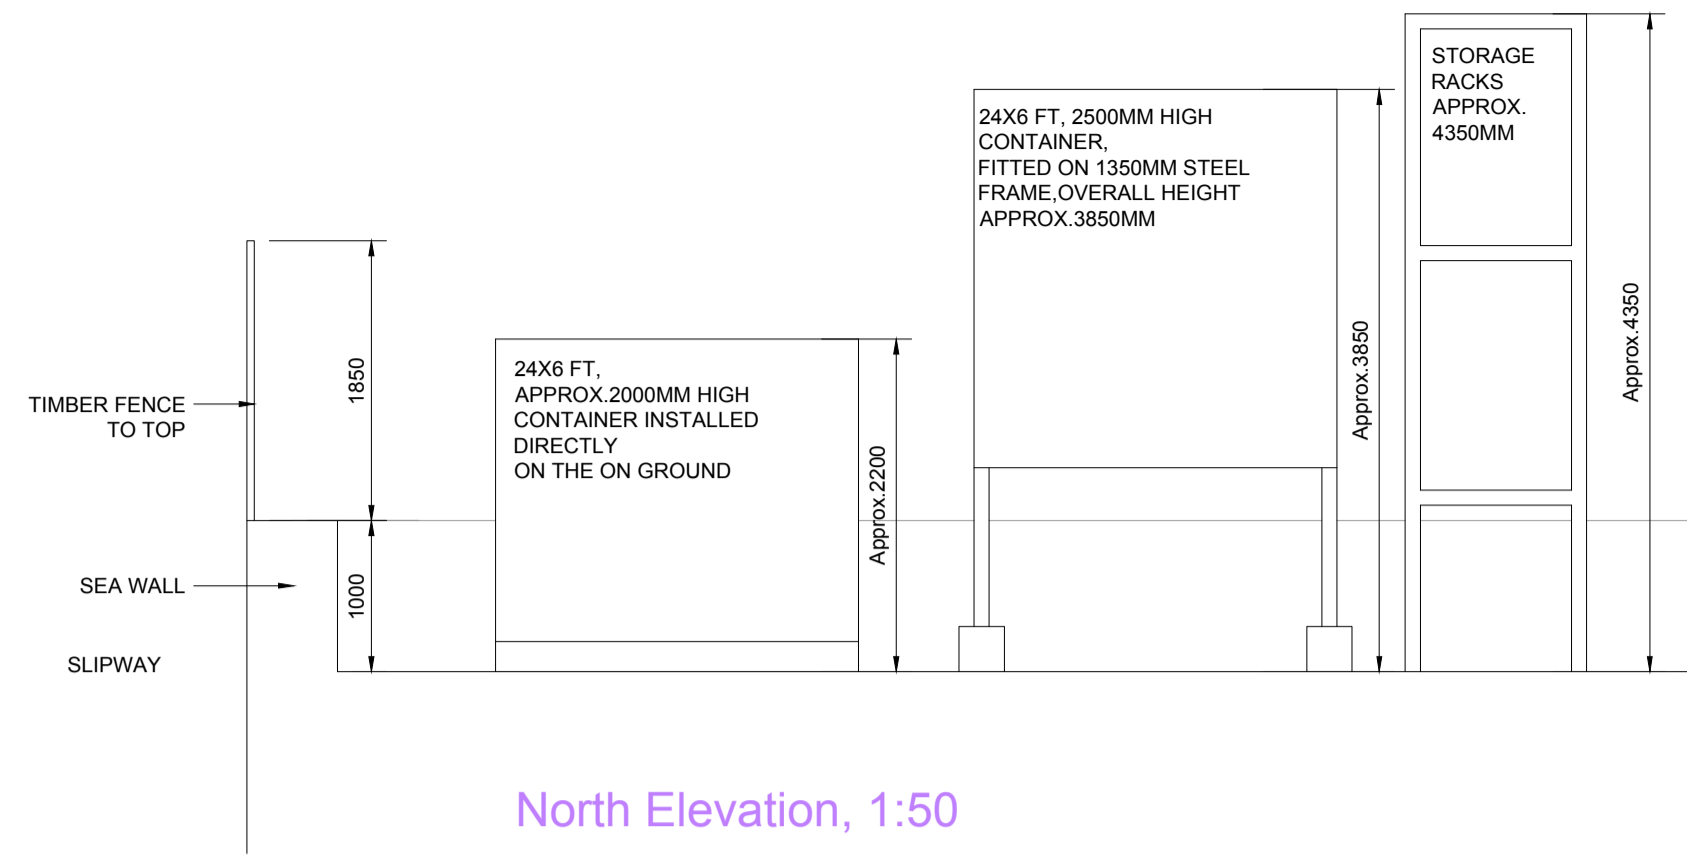 STORAGE
RACKS
APPROX.
4350MM
24X6 FT, 2500MM HIGH
CONTAINER,
FITTED ON 1350MM STEEL
FRAME,OVERALL HEIGHT
APPROX.3850MM
24X6 FT,
APPROX.2000MM HIGH
CONTAINER INSTALLED
DIRECTLY
ON THE ON GROUND
TIMBER FENCE
TO TOP
SEA WALL
SLIPWAY
1850
1000
Approx.2200
Approx.3850
Approx.4350
North Elevation, 1:50